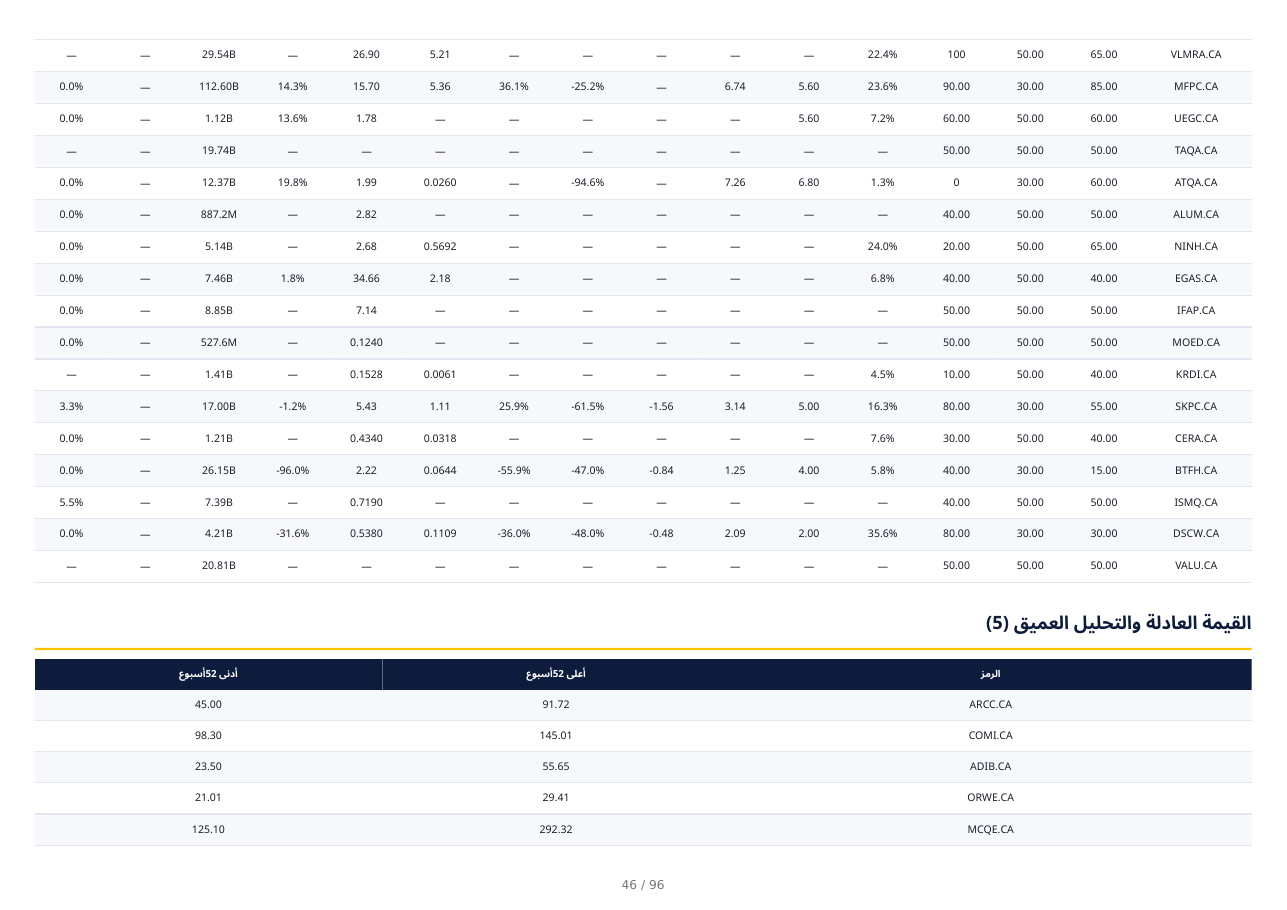 VLMRA.CA 65.00 50.00 100 22.4% — — — — — 5.21 26.90 — 29.54B — —
MFPC.CA 85.00 30.00 90.00 23.6% 5.60 6.74 — -25.2% 36.1% 5.36 15.70 14.3% 112.60B — 0.0%
UEGC.CA 60.00 50.00 60.00 7.2% 5.60 — — — — — 1.78 13.6% 1.12B — 0.0%
TAQA.CA 50.00 50.00 50.00 — — — — — — — — — 19.74B — —
ATQA.CA 60.00 30.00 0 1.3% 6.80 7.26 — -94.6% — 0.0260 1.99 19.8% 12.37B — 0.0%
ALUM.CA 50.00 50.00 40.00 — — — — — — — 2.82 — 887.2M — 0.0%
NINH.CA 65.00 50.00 20.00 24.0% — — — — — 0.5692 2.68 — 5.14B — 0.0%
EGAS.CA 40.00 50.00 40.00 6.8% — — — — — 2.18 34.66 1.8% 7.46B — 0.0%
IFAP.CA 50.00 50.00 50.00 — — — — — — — 7.14 — 8.85B — 0.0%
MOED.CA 50.00 50.00 50.00 — — — — — — — 0.1240 — 527.6M — 0.0%
KRDI.CA 40.00 50.00 10.00 4.5% — — — — — 0.0061 0.1528 — 1.41B — —
SKPC.CA 55.00 30.00 80.00 16.3% 5.00 3.14 -1.56 -61.5% 25.9% 1.11 5.43 -1.2% 17.00B — 3.3%
CERA.CA 40.00 50.00 30.00 7.6% — — — — — 0.0318 0.4340 — 1.21B — 0.0%
BTFH.CA 15.00 30.00 40.00 5.8% 4.00 1.25 -0.84 -47.0% -55.9% 0.0644 2.22 -96.0% 26.15B — 0.0%
ISMQ.CA 50.00 50.00 40.00 — — — — — — — 0.7190 — 7.39B — 5.5%
DSCW.CA 30.00 30.00 80.00 35.6% 2.00 2.09 -0.48 -48.0% -36.0% 0.1109 0.5380 -31.6% 4.21B — 0.0%
VALU.CA 50.00 50.00 50.00 — — — — — — — — — 20.81B — —
القيمة العادلة والتحليل العميق (5)
الرمز أعلى 52أسبوع أدنى 52أسبوع
ARCC.CA 91.72 45.00
COMI.CA 145.01 98.30
ADIB.CA 55.65 23.50
ORWE.CA 29.41 21.01
MCQE.CA 292.32 125.10
46 / 96